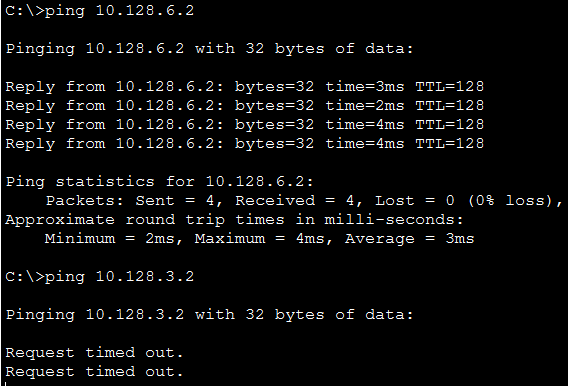 C:\>ping 10.128.6.2
Pinging 10.128.6.2 with 32 bytes of data:
Reply from 10.128.6.2: bytes=32 time=3ms TTL=128
Reply from 10.128.6.2: bytes=32 time=2ms TTL=128
Reply from 10.128.6.2: bytes=32 time=4ms TTL=128
Reply from 10.128.6.2: bytes=32 time=4ms TTL=128
Ping statistics for 10.128.6.2:
    Packets: Sent = 4, Received = 4, Lost = 0 (0% loss),
Approximate round trip times in milli-seconds:
    Minimum = 2ms, Maximum = 4ms, Average = 3ms
C:\>ping 10.128.3.2
Pinging 10.128.3.2 with 32 bytes of data:
Request timed out.
Request timed out.